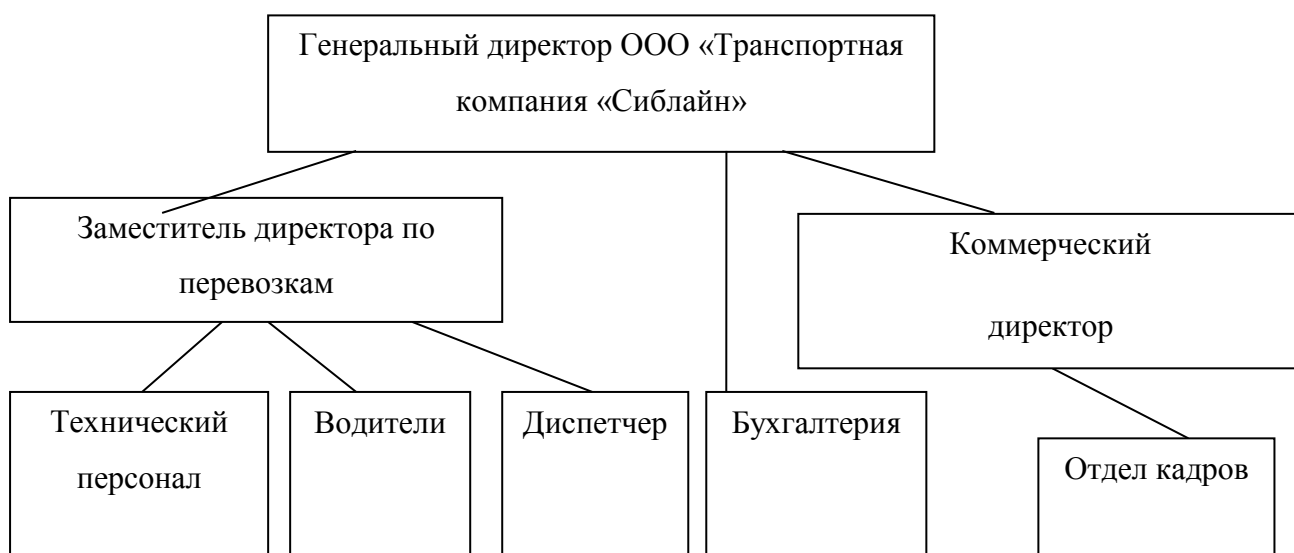 Генеральный директор ООО «Транспортная
компания «Сиблайн»
Заместитель директора по
перевозкам
Коммерческий
директор
Технический
персонал
Водители
Диспетчер
Бухгалтерия
Отдел кадров